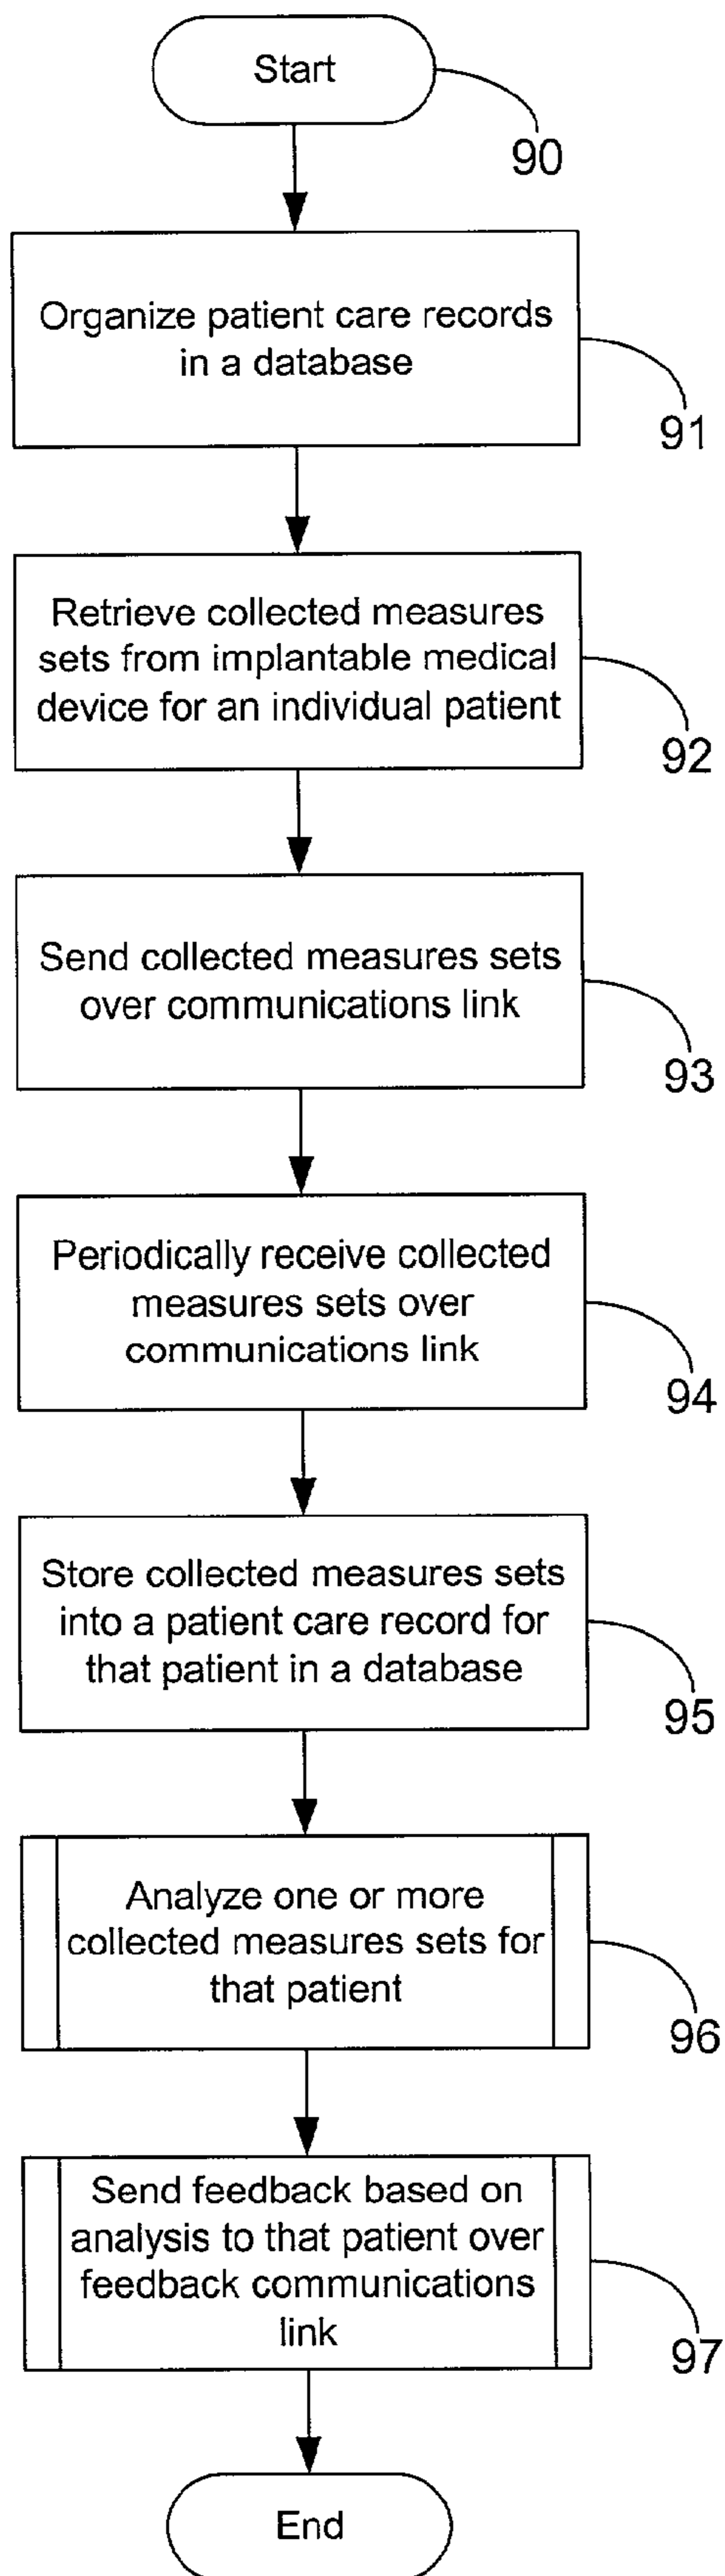 Start
90
Organize patient care records
in a database
91
Retrieve collected measures
sets from implantable medical
device for an individual patient
92
Send collected measures sets
over communications link
93
Periodically receive collected
measures sets over
communications link
94
Store collected measures sets
into a patient care record for
that patient in a database
95
Analyze one or more
collected measures sets for
that patient
96
Send feedback based on
analysis to that patient over
feedback communications
link
97
End